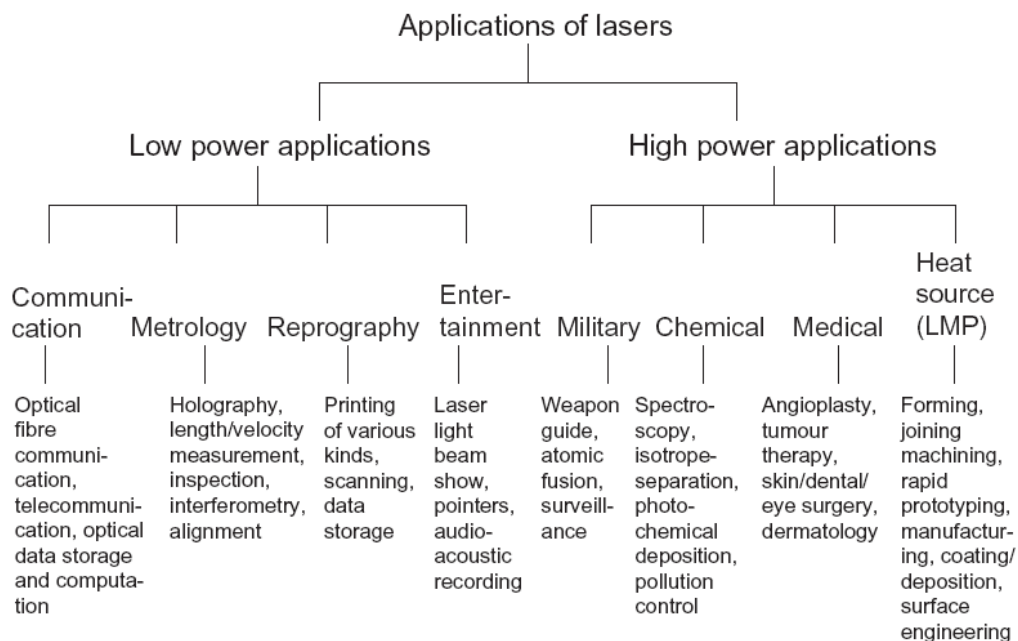 Applications of lasers
Low power applications
High power applications
Communi-
cation
Metrology
Reprography
Enter-
tainment
Military
Chemical
Medical
Heat
source
(LMP)
Optical
fibre
communi-
cation,
telecommuni-
cation, optical
data storage
and computa-
tion
Holography,
length/velocity
measurement,
inspection,
interferometry,
alignment
Printing
of various
kinds,
scanning,
data
storage
Laser
light
beam
show,
pointers,
audio-
acoustic
recording
Weapon
guide,
atomic
fusion,
surveill-
ance
Spectro-
scopy,
isotrope-
separation,
photo-
chemical
deposition,
pollution
control
Angioplasty,
tumour
therapy,
skin/dental/
eye surgery,
dermatology
Forming,
joining
machining,
rapid
prototyping,
manufactur-
ing, coating/
deposition,
surface
engineering